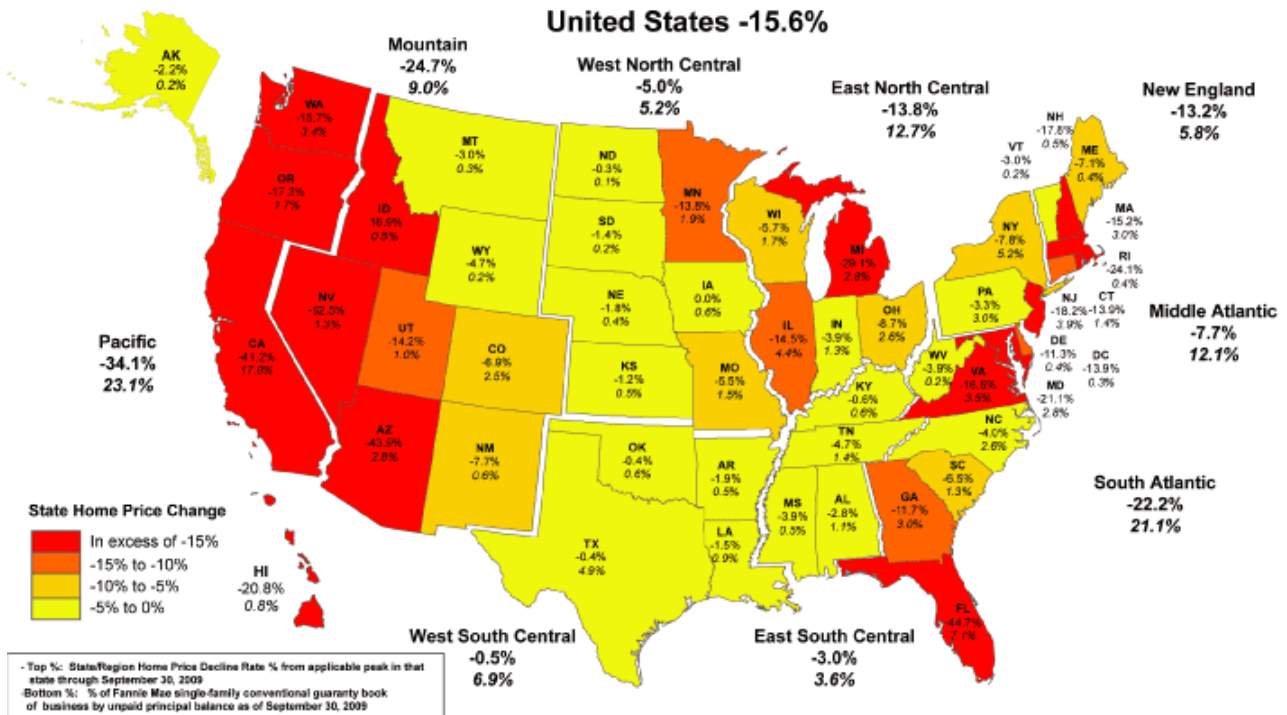 United States -15.6%
Mountain
-24.7%
9.0%
West North Central
-5.0%
5.2%
East North Central
-13.8%
12.7%
New England
-13.2%
5.8%
AK
-2.2%
0.2%
WA
3.4%
OR
-17.3%
1.7%
ID
0.5%
MT
-3.0%
0.3%
ND
-0.3%
0.1%
MN
-13.8%
1.9%
WI
-5.7%
1.7%
MI
-29.1%
2.8%
NH
-17.8%
0.5%
VT
-3.0%
0.2%
ME
-7.1%
0.4%
MA
-15.2%
3.0%
RI
-24.1%
0.4%
NY
-7.8%
5.2%
SD
-1.4%
0.2%
WY
-4.7%
0.2%
NE
-1.8%
0.4%
IA
0.0%
0.6%
PA
-3.3%
3.0%
NJ
-18.2%
3.9%
CT
-13.9%
1.4%
Middle Atlantic
-7.7%
12.1%
Pacific
-34.1%
23.1%
CA
-41.2%
17.0%
NV
-52.5%
1.3%
UT
-14.2%
1.0%
CO
-6.9%
2.5%
KS
-1.2%
0.5%
MO
-5.5%
1.5%
IL
-14.5%
4.4%
IN
-3.9%
1.3%
OH
-8.7%
2.6%
WV
-3.9%
0.2%
VA
3.5%
DE
-11.3%
0.4%
DC
-13.9%
0.3%
MD
-21.1%
2.8%
KY
-0.6%
0.6%
TN
-4.7%
1.4%
NC
-4.0%
2.6%
AZ
-43.9%
2.8%
NM
-7.7%
0.6%
OK
-0.4%
0.6%
AR
-1.9%
0.5%
MS
-3.9%
0.5%
AL
-2.8%
1.1%
GA
-11.7%
3.0%
SC
-6.5%
1.3%
South Atlantic
-22.2%
21.1%
TX
-0.4%
4.9%
LA
-1.5%
0.9%
FL
-44.7%
7.1%
HI
-20.8%
0.8%
West South Central
-0.5%
6.9%
East South Central
-3.0%
3.6%
State Home Price Change
In excess of -15%
-15% to -10%
-10% to -5%
-5% to 0%
- Top %: State/Region Home Price Decline Rate % from applicable peak in that
state through September 30, 2009
-Bottom %: % of Fannie Mae single-family conventional guaranty book
of business by unpaid principal balance as of September 30, 2009